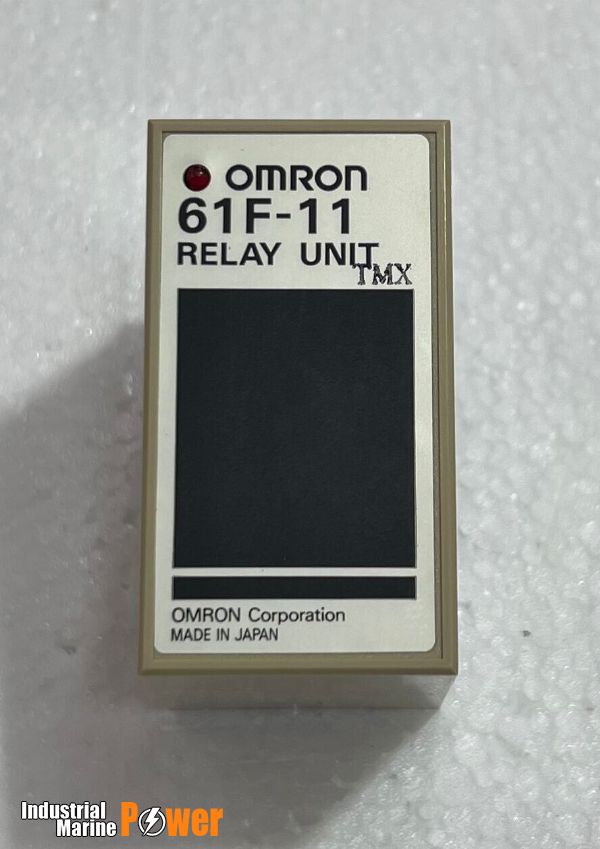 OMRON
61F-11
RELAY UNIT
TMX
OMRON Corporation
MADE IN JAPAN
Industrial
Marine
Power